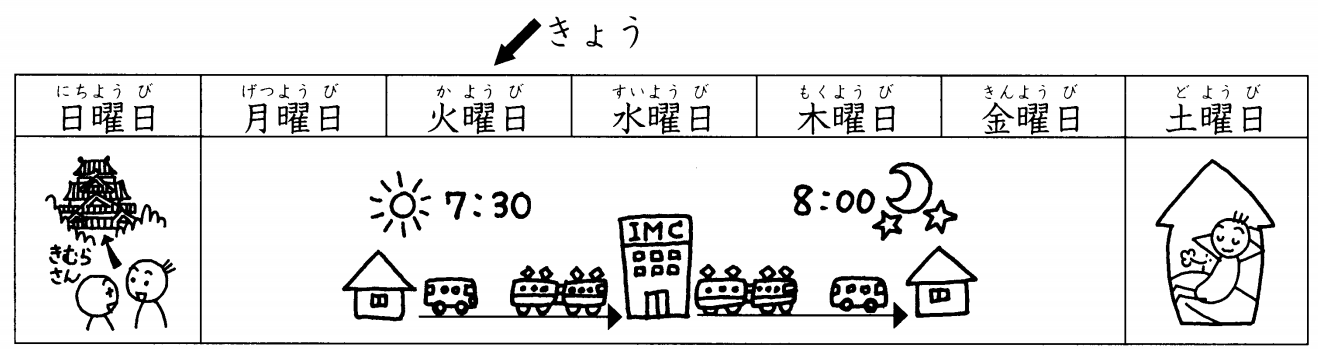 きょう
にちようび げつようび かようび すいようび もくようび きんようび どようび
日曜日 月曜日 火曜日 水曜日 木曜日 金曜日 土曜日
7:30 8:00
IMC
きむら
さん